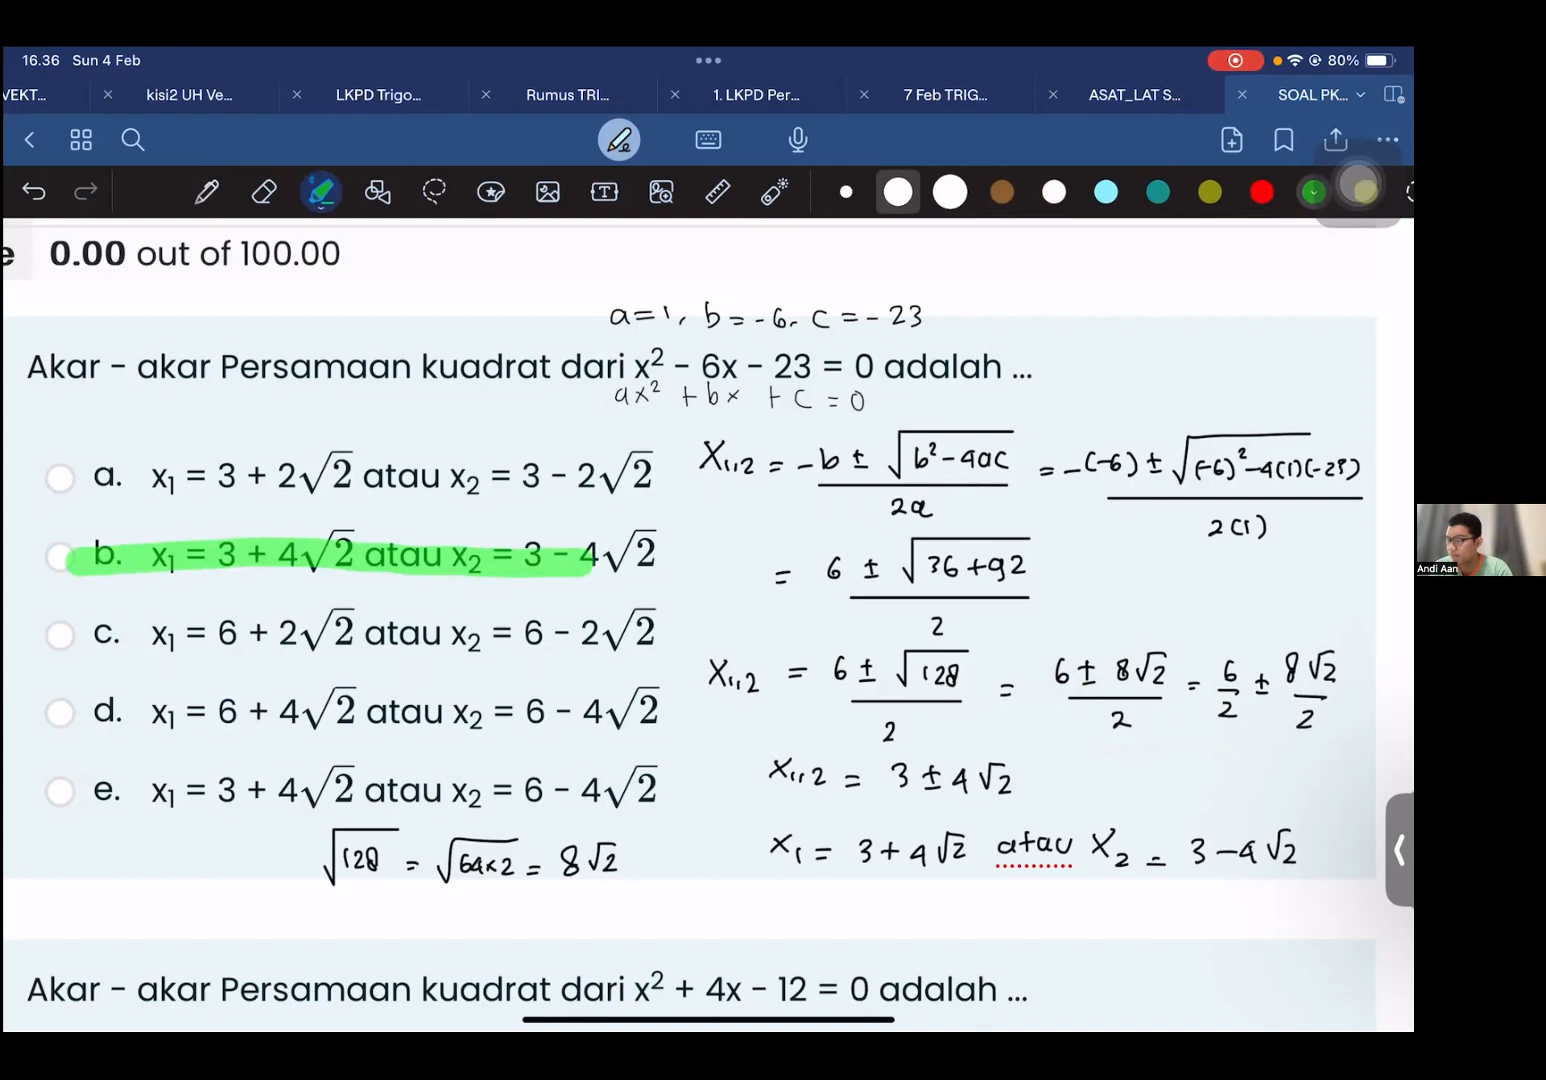 16.36 Sun 4 Feb
80%
VEKT...
kisi2 UH Ve...
LKPD Trigo...
Rumus TRI...
1. LKPD Per...
7 Feb TRIG...
ASAT_LAT S...
SOAL PK...
e 0.00 out of 100.00
a=1, b=-6, c=-23
Akar - akar Persamaan kuadrat dari x² - 6x - 23 = 0 adalah ...
ax² + bx + c = 0
a. x₁ = 3 + 2√2 atau x₂ = 3 - 2√2
b. x₁ = 3 + 4√2 atau x₂ = 3 - 4√2
c. x₁ = 6 + 2√2 atau x₂ = 6 - 2√2
d. x₁ = 6 + 4√2 atau x₂ = 6 - 4√2
e. x₁ = 3 + 4√2 atau x₂ = 6 - 4√2
√128 = √64x2 = 8√2
X₁,₂ = -b ± √b²-4ac / 2a = -(-6) ± √(-6)²-4(1)(-23) / 2(1)
= 6 ± √36+92 / 2
X₁,₂ = 6 ± √128 / 2 = 6 ± 8√2 / 2 = 6/2 ± 8√2/2
X₁,₂ = 3 ± 4√2
X₁ = 3+4√2 atau X₂ = 3-4√2
Akar - akar Persamaan kuadrat dari x² + 4x - 12 = 0 adalah ...
Andi Aan